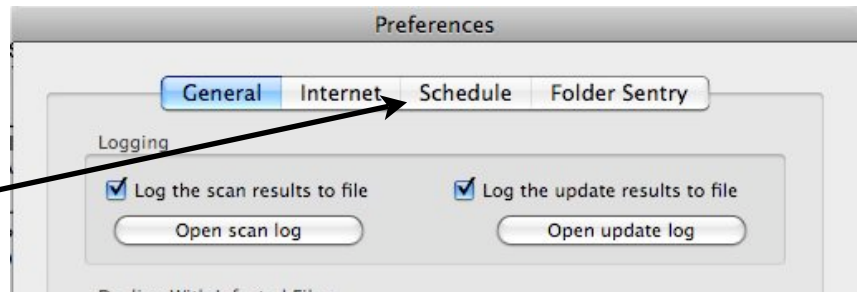 Preferences
General Internet Schedule Folder Sentry
Logging
Log the scan results to file Log the update results to file
Open scan log Open update log